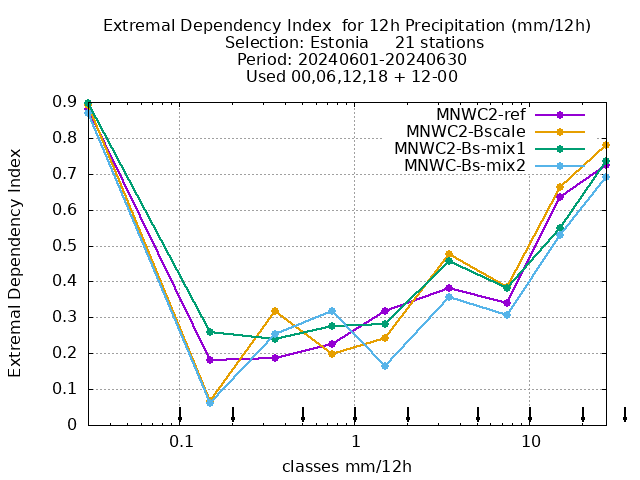 Extremal Dependency Index  for 12h Precipitation (mm/12h)
Selection: Estonia     21 stations
Period: 20240601-20240630
Used 00,06,12,18 + 12-00
MNWC2-ref
MNWC2-Bscale
MNWC2-Bs-mix1
MNWC-Bs-mix2
Extremal Dependency Index
0.9
0.8
0.7
0.6
0.5
0.4
0.3
0.2
0.1
0
0.1
1
10
classes mm/12h